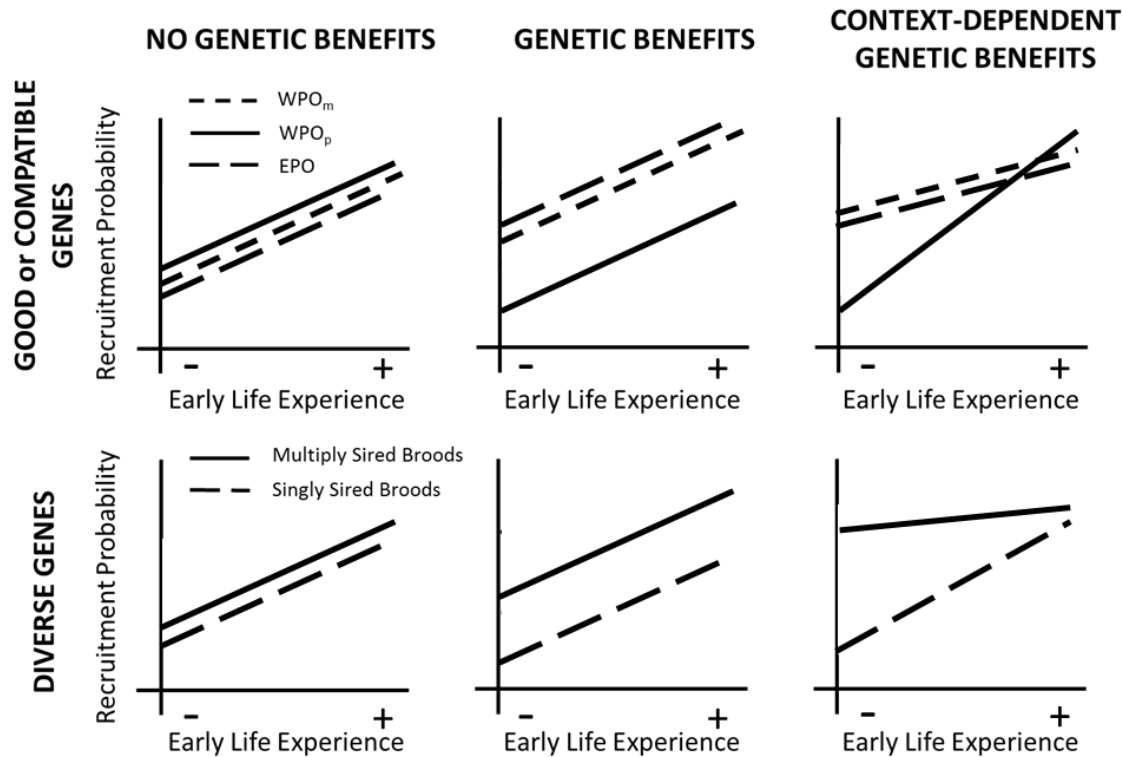 NO GENETIC BENEFITS
GENETIC BENEFITS
CONTEXT-DEPENDENT
GENETIC BENEFITS
GOOD or COMPATIBLE
GENES
Recruitment Probability
WPOm
WPOp
EPO
- +
Early Life Experience
- +
Early Life Experience
- +
Early Life Experience
DIVERSE GENES
Recruitment Probability
Multiply Sired Broods
Singly Sired Broods
- +
Early Life Experience
- +
Early Life Experience
- +
Early Life Experience